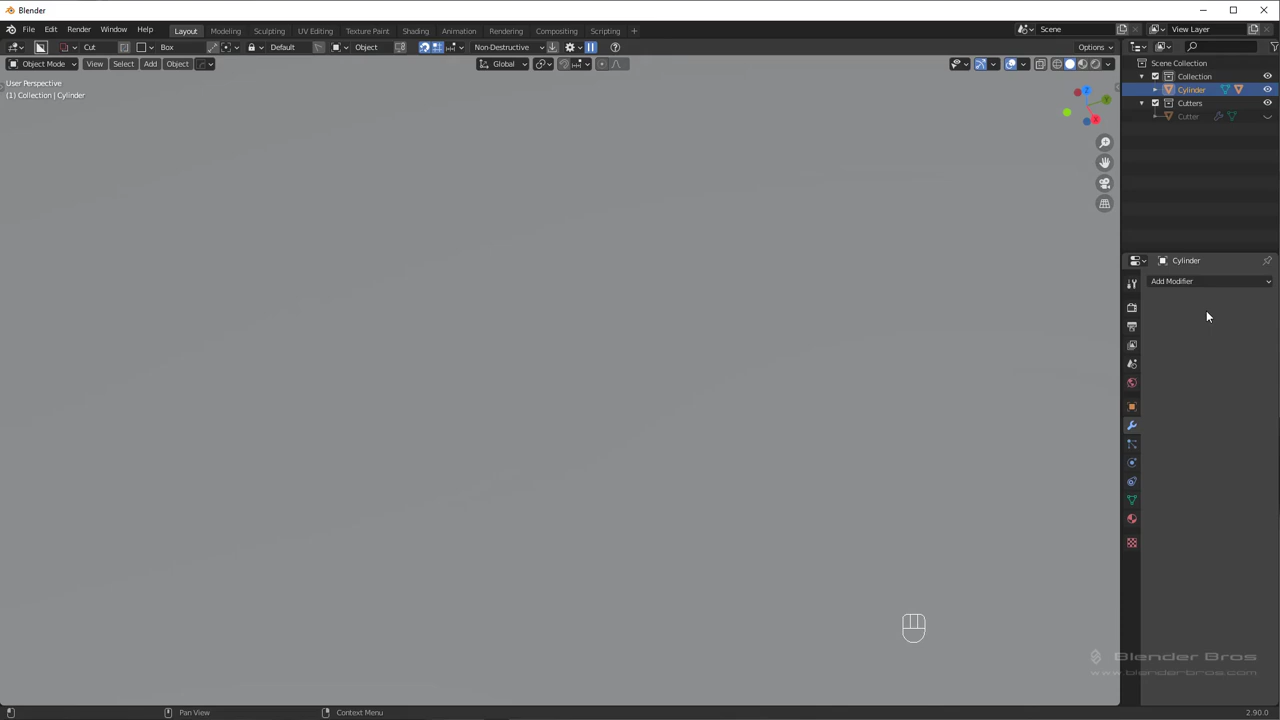 Blender
File Edit Render Window Help Layout Modeling Sculpting UV Editing Texture Paint Shading Animation Rendering Compositing Scripting + Scene View Layer
Cut Box Default Object Non-Destructive Options
Object Mode View Select Add Object Global
User Perspective
(1) Collection | Cylinder
Z
Y
X
Scene Collection
Collection
Cylinder
Cutters
Cutter
Cylinder
Add Modifier
Blender Bros
www.blenderbros.com
Pan View Context Menu 2.90.0